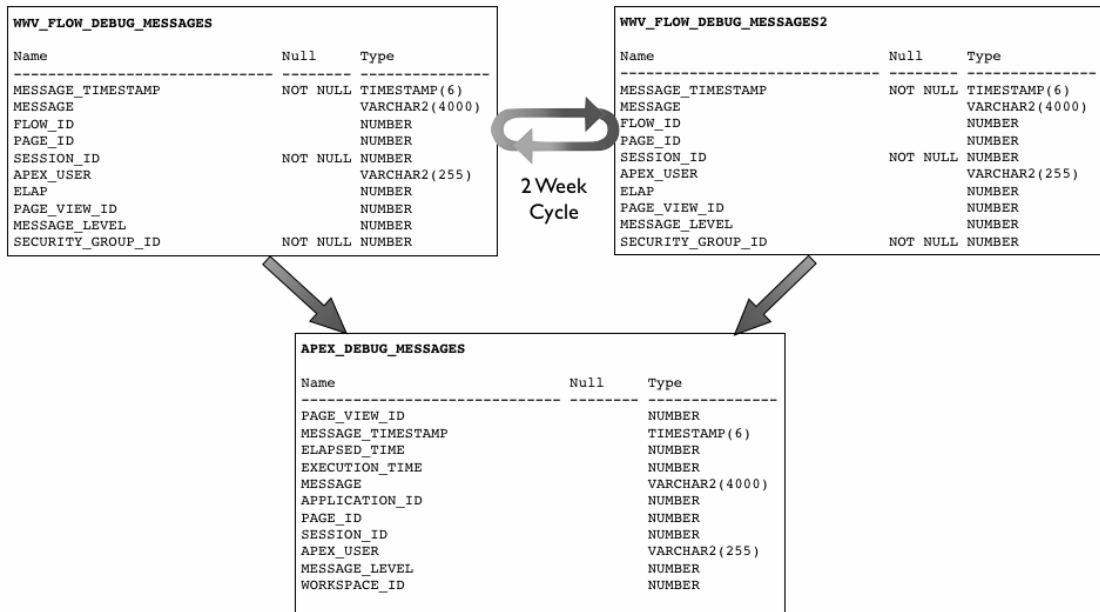 WWV_FLOW_DEBUG_MESSAGES
Name Null Type
------------------------------ -------- ---------------
MESSAGE_TIMESTAMP NOT NULL TIMESTAMP(6)
MESSAGE VARCHAR2(4000)
FLOW_ID NUMBER
PAGE_ID NUMBER
SESSION_ID NOT NULL NUMBER
APEX_USER VARCHAR2(255)
ELAP NUMBER
PAGE_VIEW_ID NUMBER
MESSAGE_LEVEL NUMBER
SECURITY_GROUP_ID NOT NULL NUMBER
2 Week
Cycle
WWV_FLOW_DEBUG_MESSAGES2
Name Null Type
------------------------------ -------- ---------------
MESSAGE_TIMESTAMP NOT NULL TIMESTAMP(6)
MESSAGE VARCHAR2(4000)
FLOW_ID NUMBER
PAGE_ID NUMBER
SESSION_ID NOT NULL NUMBER
APEX_USER VARCHAR2(255)
ELAP NUMBER
PAGE_VIEW_ID NUMBER
MESSAGE_LEVEL NUMBER
SECURITY_GROUP_ID NOT NULL NUMBER
APEX_DEBUG_MESSAGES
Name Null Type
------------------------------ -------- ---------------
PAGE_VIEW_ID NUMBER
MESSAGE_TIMESTAMP TIMESTAMP(6)
ELAPSED_TIME NUMBER
EXECUTION_TIME NUMBER
MESSAGE VARCHAR2(4000)
APPLICATION_ID NUMBER
PAGE_ID NUMBER
SESSION_ID NUMBER
APEX_USER VARCHAR2(255)
MESSAGE_LEVEL NUMBER
WORKSPACE_ID NUMBER